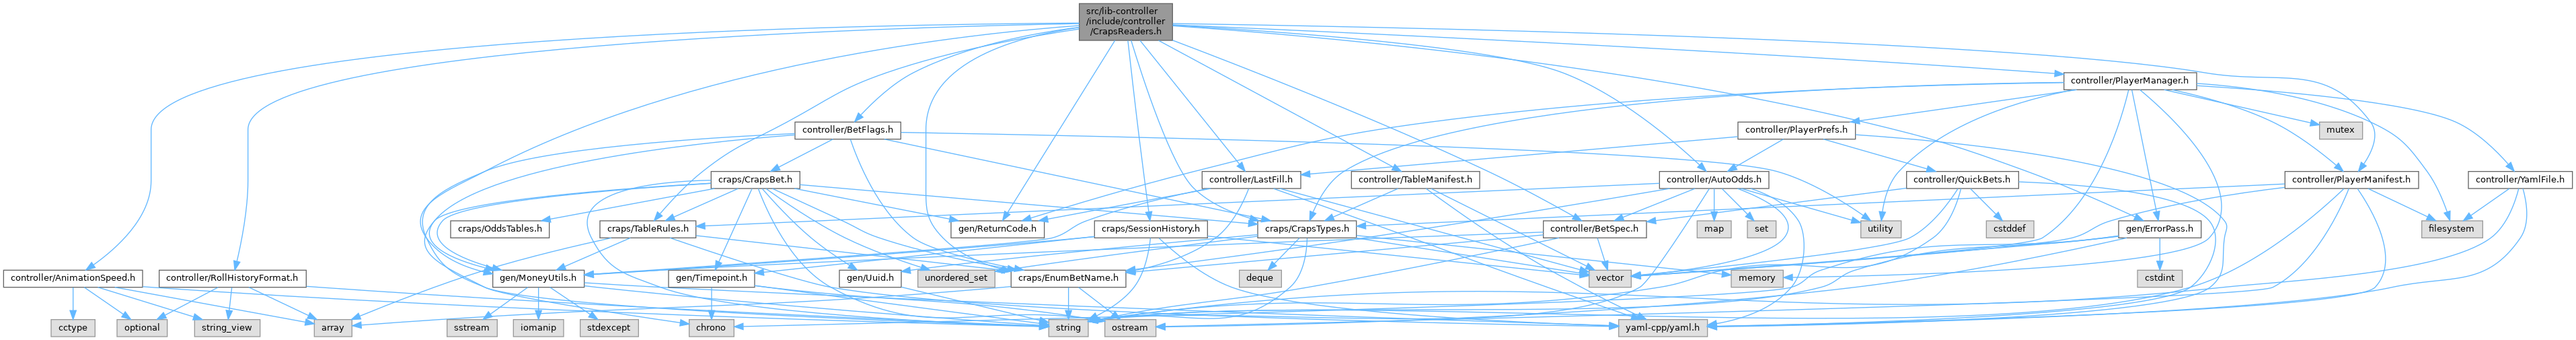 src/lib-controller
/include/controller
/CrapsReaders.h
controller/PlayerManager.h
controller/BetFlags.h
controller/PlayerPrefs.h
mutex
craps/CrapsBet.h
controller/LastFill.h
controller/TableManifest.h
controller/AutoOdds.h
controller/QuickBets.h
controller/PlayerManifest.h
controller/YamlFile.h
craps/OddsTables.h
craps/TableRules.h
gen/ReturnCode.h
craps/SessionHistory.h
craps/CrapsTypes.h
controller/BetSpec.h
map
set
utility
cstddef
gen/ErrorPass.h
filesystem
controller/AnimationSpeed.h
controller/RollHistoryFormat.h
gen/MoneyUtils.h
gen/Timepoint.h
gen/Uuid.h
unordered_set
craps/EnumBetName.h
deque
vector
memory
cstdint
cctype
optional
string_view
array
sstream
iomanip
stdexcept
chrono
string
ostream
yaml-cpp/yaml.h